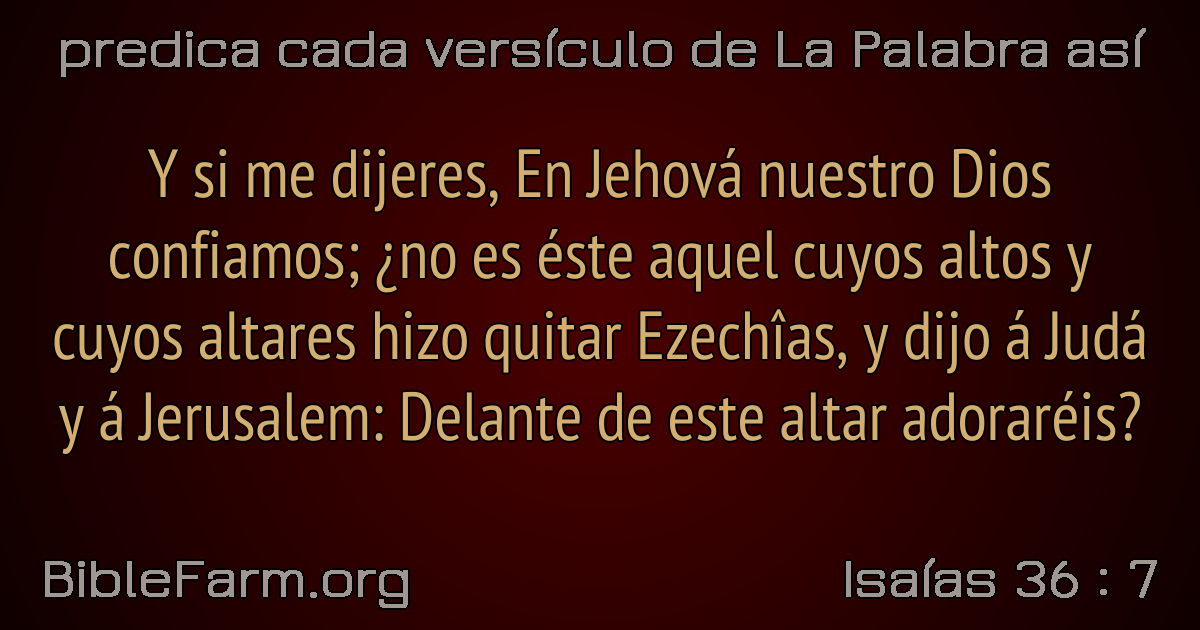 predica cada versículo de La Palabra así
Y si me dijeres, En Jehová nuestro Dios
confiamos; ¿no es éste aquel cuyos altos y
cuyos altares hizo quitar Ezechîas, y dijo á Judá
y á Jerusalem: Delante de este altar adoraréis?
BibleFarm.org
Isaías 36 : 7